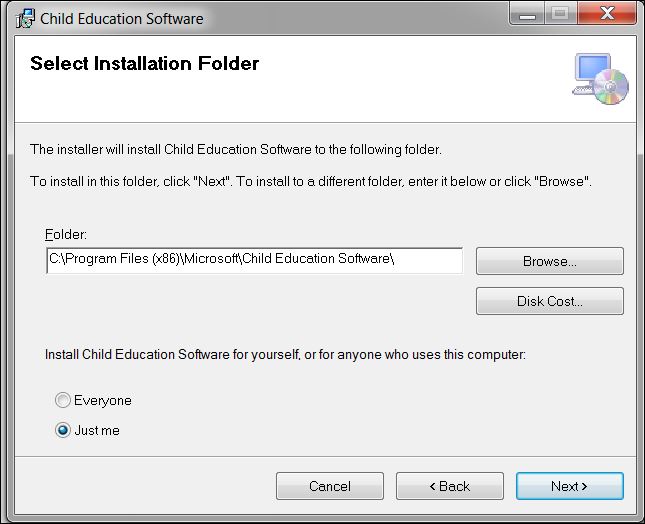 Child Education Software
Select Installation Folder
The installer will install Child Education Software to the following folder.
To install in this folder, click "Next". To install to a different folder, enter it below or click "Browse".
Folder:
C:\Program Files (x86)\Microsoft\Child Education Software\
Browse...
Disk Cost...
Install Child Education Software for yourself, or for anyone who uses this computer:
Everyone
Just me
Cancel
< Back
Next >